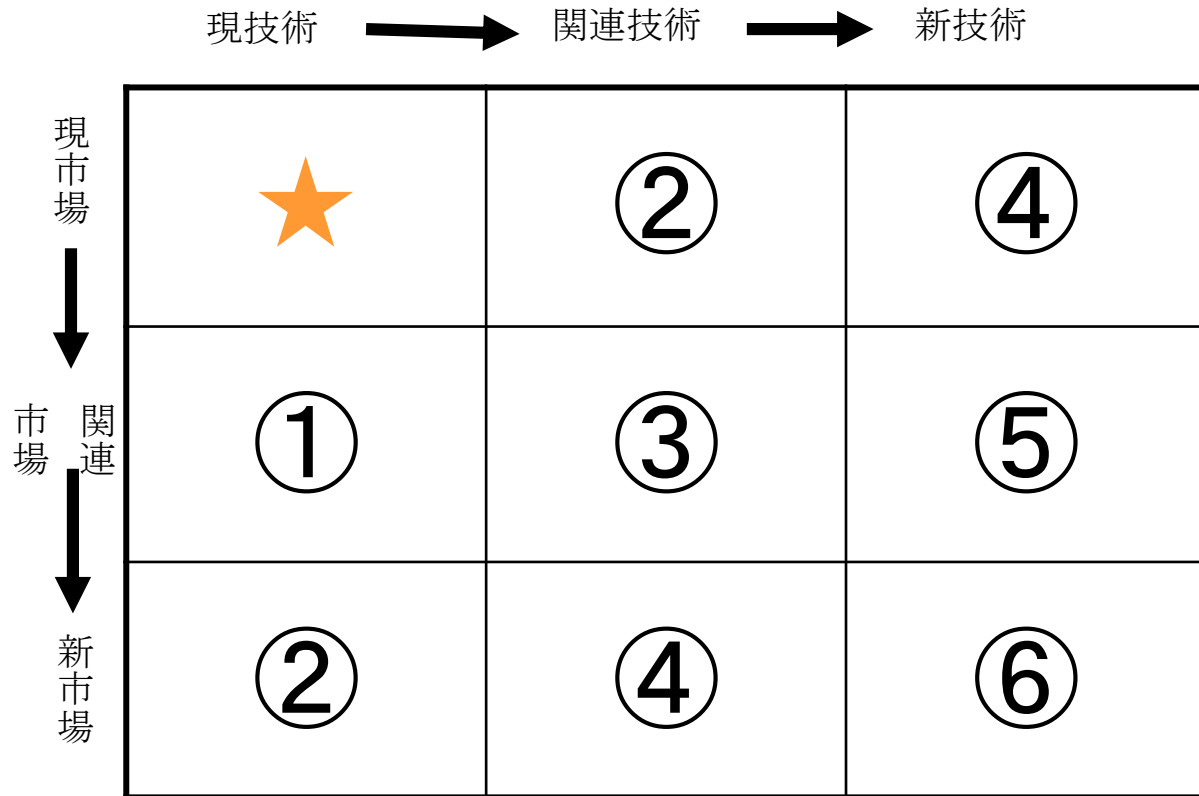 現技術 関連技術 新技術
現市場
② ④
関連
市場
① ③ ⑤
新市場
② ④ ⑥